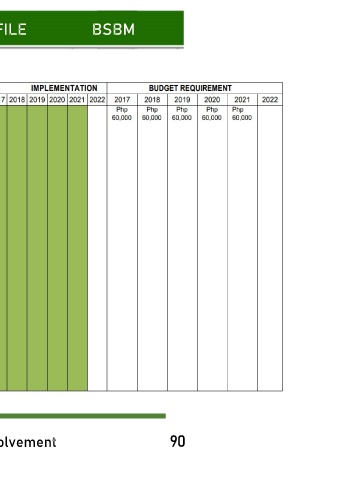 FILE BSBM
IMPLEMENTATION BUDGET REQUIREMENT
7 2018 2019 2020 2021 2022 2017 2018 2019 2020 2021 2022
Php Php Php Php Php
60,000 60,000 60,000 60,000 60,000
olvement 90